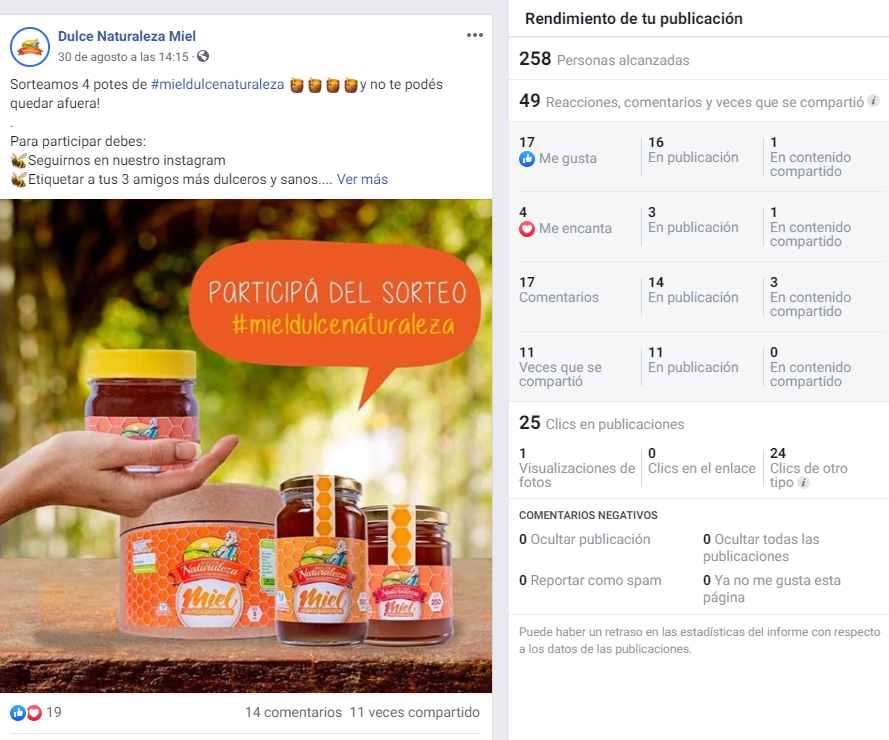 Dulce Naturaleza Miel
30 de agosto a las 14:15 ·
Sorteamos 4 potes de #mieldulcenaturaleza 🍯🍯🍯🍯y no te podés
quedar afuera!
.
Para participar debes:
🐝Seguirnos en nuestro instagram
🐝Etiquetar a tus 3 amigos más dulceros y sanos.... Ver más
PARTICIPÁ DEL SORTEO
#mieldulcenaturaleza
Naturaleza
Miel
Naturaleza
Miel
Naturaleza
Miel
19
14 comentarios 11 veces compartido
Rendimiento de tu publicación
258 Personas alcanzadas
49 Reacciones, comentarios y veces que se compartió
17 16 1
Me gusta En publicación En contenido
compartido
4 3 1
Me encanta En publicación En contenido
compartido
17 14 3
Comentarios En publicación En contenido
compartido
11 11 0
Veces que se En publicación En contenido
compartió compartido
25 Clics en publicaciones
1 0 24
Visualizaciones de Clics en el enlace Clics de otro
fotos tipo
COMENTARIOS NEGATIVOS
0 Ocultar publicación 0 Ocultar todas las
publicaciones
0 Reportar como spam 0 Ya no me gusta esta
página
Puede haber un retraso en las estadísticas del informe con respecto
a los datos de las publicaciones.